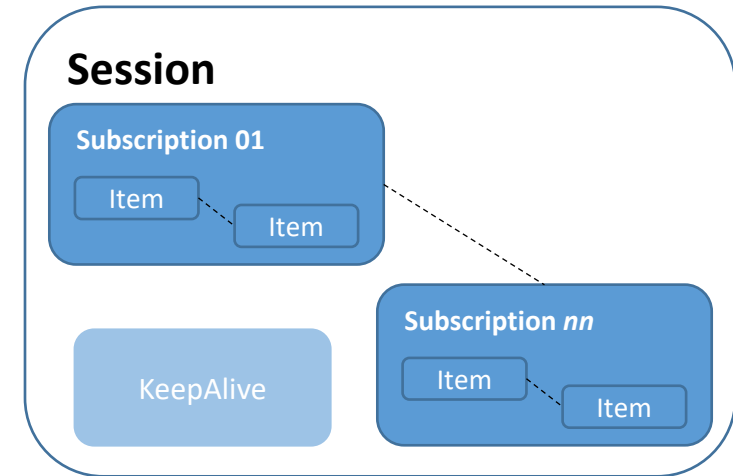 Session
Subscription 01
Item
Item
Subscription nn
KeepAlive
Item
Item